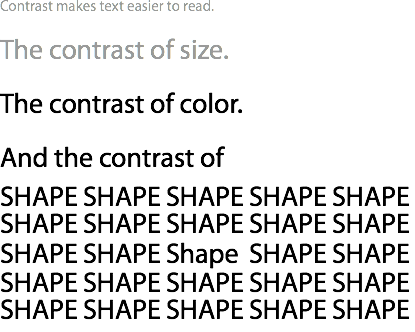 Contrast makes text easier to read.
The contrast of size.
The contrast of color.
And the contrast of
SHAPE SHAPE SHAPE SHAPE SHAPE
SHAPE SHAPE SHAPE SHAPE SHAPE
SHAPE SHAPE Shape SHAPE SHAPE
SHAPE SHAPE SHAPE SHAPE SHAPE
SHAPE SHAPE SHAPE SHAPE SHAPE